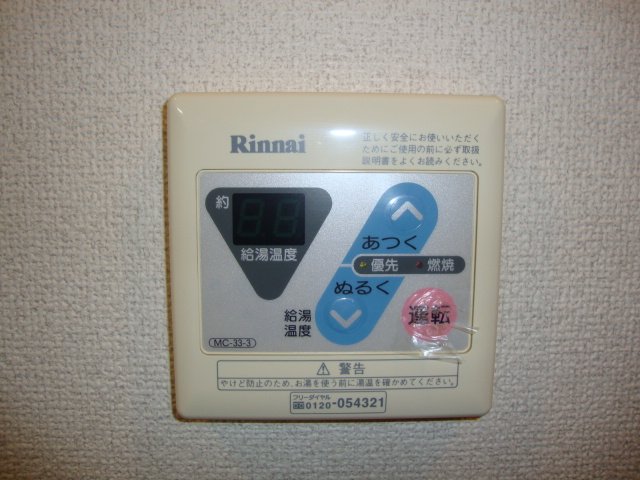 Rinnai
正しく安全にお使いいただく
ためにご使用の前に必ず取扱
説明書をよくお読みください。
約
給湯温度
あつく
優先 燃焼
ぬるく
給湯
温度
運転
MC-33-3
⚠ 警告
やけど防止のため、お湯を使う前に湯温を確かめてください。
フリーダイヤル
0120-054321